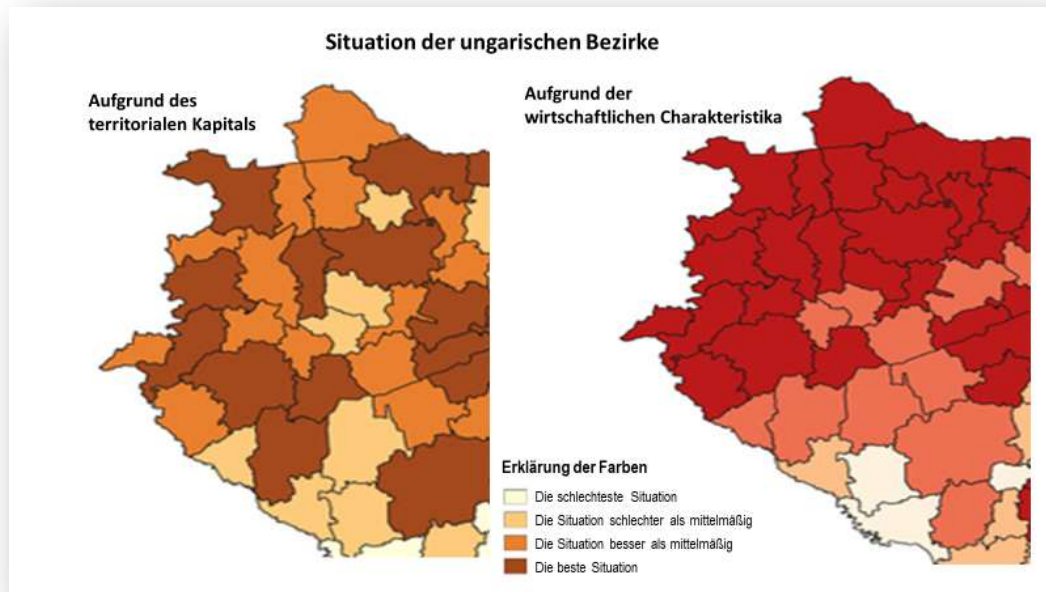 Situation der ungarischen Bezirke
Aufgrund des
territorialen Kapitals
Aufgrund der
wirtschaftlichen Charakteristika
Erklärung der Farben
Die schlechteste Situation
Die Situation schlechter als mittelmäßig
Die Situation besser als mittelmäßig
Die beste Situation